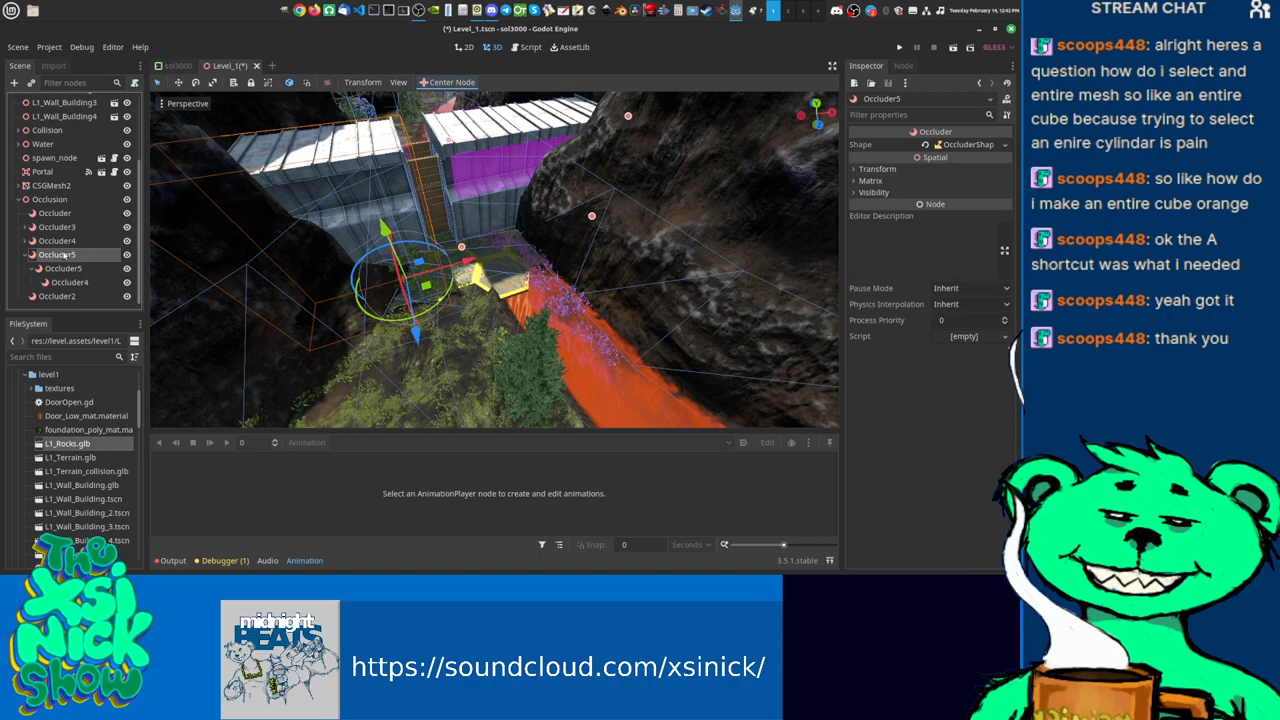 Tuesday February 14, 12:42 PM
(*) Level_1.tscn - sol3000 - Godot Engine
Scene Project Debug Editor Help
2D 3D Script AssetLib
GLES3
Scene Import
sol3000 Level_1(*)
Inspector Node
Filter nodes
Transform View Center Node
L1_Wall_Building3
L1_Wall_Building4
Collision
Water
spawn_node
Portal
CSGMesh2
Occlusion
Occluder
Occluder3
Occluder4
Occluder5
Occluder5
Occluder4
Occluder2
Perspective
Y
X
Z
Occluder5
Filter properties
Occluder
Shape OccluderShap
Spatial
Transform
Matrix
Visibility
Node
Editor Description
Pause Mode Inherit
Physics Interpolation Inherit
Process Priority 0
Script [empty]
FileSystem
res://level.assets/level1/L
Search files
level1
textures
DoorOpen.gd
Door_Low_mat.material
foundation_poly_mat.ma
L1_Rocks.glb
L1_Terrain.glb
L1_Terrain_collision.glb
L1_Wall_Building.glb
L1_Wall_Building.tscn
L1_Wall_Building_2.tscn
L1_Wall_Building_3.tscn
0 Animation Edit
Select an AnimationPlayer node to create and edit animations.
Snap: 0 Seconds
Output Debugger (1) Audio Animation 3.5.1.stable
STREAM CHAT
scoops448: alright heres a
question how do i select and
entire mesh so like an entire
cube because trying to select
an enire cylindar is pain
scoops448: so like how do
i make an entire cube orange
scoops448: ok the A
shortcut was what i needed
scoops448: yeah got it
scoops448: thank you
The
xsi
NICK
Show
midnight
BEATS
https://soundcloud.com/xsinick/